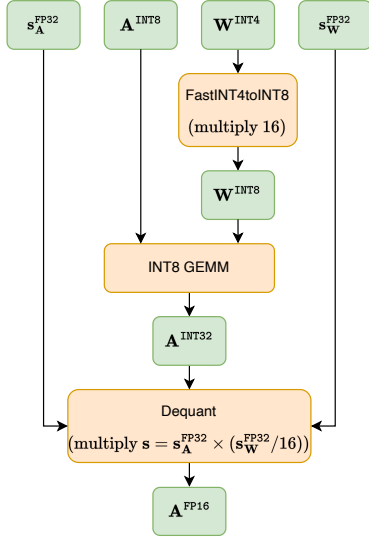 s_A^FP32 A^INT8 W^INT4 s_W^FP32
FastINT4toINT8
(multiply 16)
W^INT8
INT8 GEMM
A^INT32
Dequant
(multiply s = s_A^FP32 × (s_W^FP32/16))
A^FP16